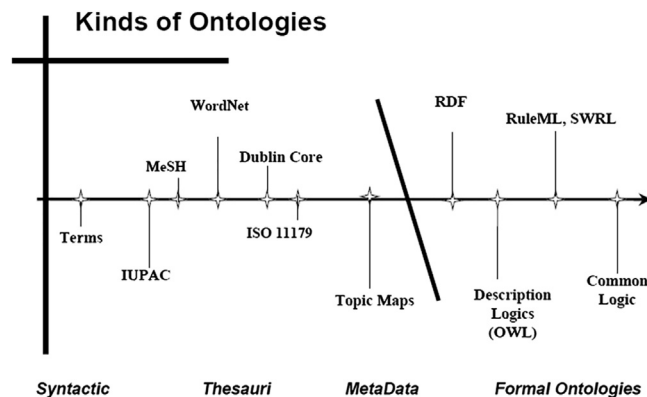 Kinds of Ontologies
WordNet
RDF
RuleML, SWRL
MeSH
Dublin Core
Terms
ISO 11179
IUPAC
Topic Maps
Description
Logics
(OWL)
Common
Logic
Syntactic
Thesauri
MetaData
Formal Ontologies